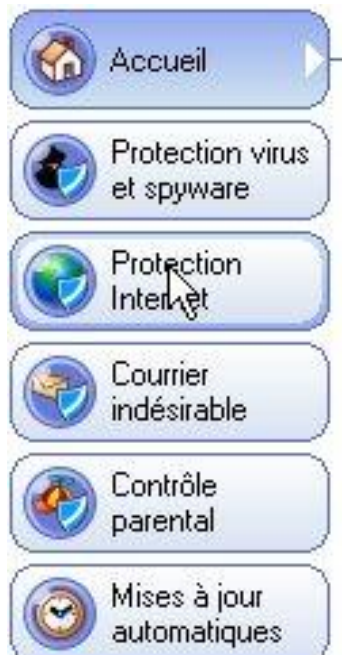 Accueil
Protection virus
et spyware
Protection
Internet
Courrier
indésirable
Contrôle
parental
Mises à jour
automatiques